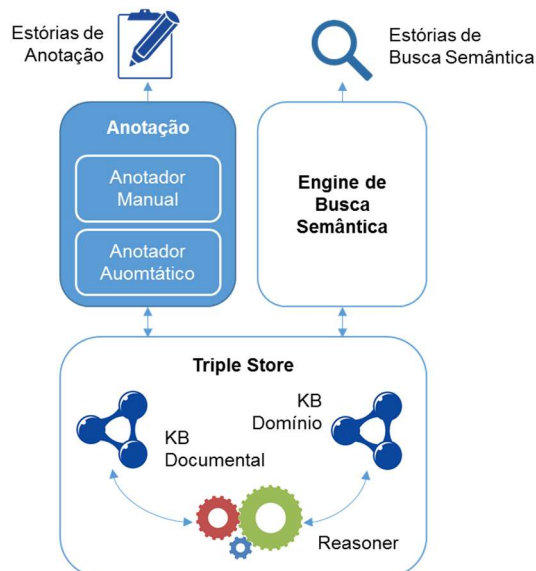 Estórias de
Anotação
Estórias de
Busca Semântica
Anotação
Anotador
Manual
Anotador
Auomtático
Engine de
Busca
Semântica
Triple Store
KB
Documental
KB
Domínio
Reasoner